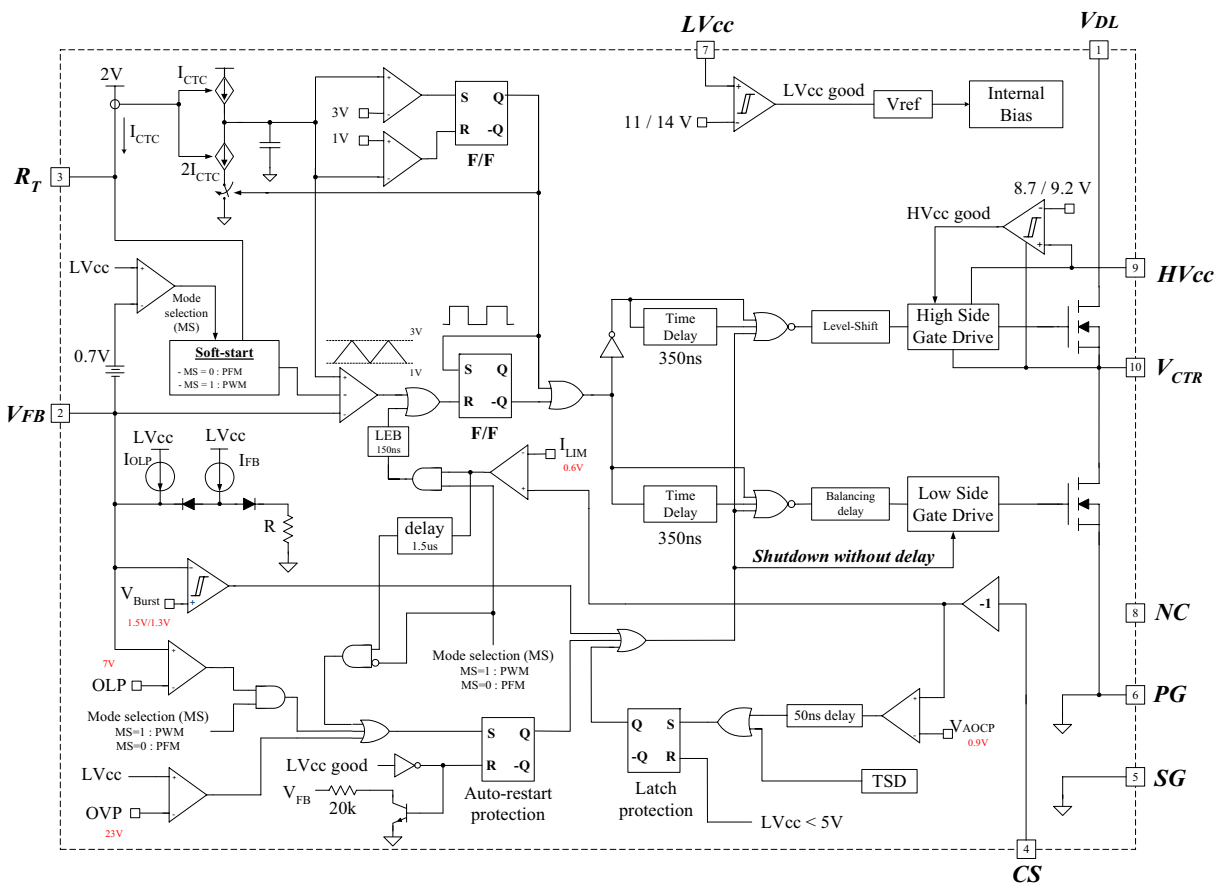 LVcc
VDL
7
1
2V
ICTC
ICTC
2ICTC
3V
1V
+
-
+
-
S Q
R -Q
F/F
+
-
11 / 14 V
LVcc good
Vref
Internal
Bias
RT
3
8.7 / 9.2 V
HVcc good
-
+
9
HVcc
LVcc
+
-
Mode
selection
(MS)
0.7V
Soft-start
- MS = 0 : PFM
- MS = 1 : PWM
3V
1V
+
-
-
S Q
R -Q
F/F
Time
Delay
350ns
Level-Shift
High Side
Gate Drive
10
VCTR
VFB
2
LVcc
LVcc
IOLP
IFB
R
LEB
150ns
ILIM
0.6V
-
+
delay
1.5us
Time
Delay
350ns
Balancing
delay
Low Side
Gate Drive
Shutdown without delay
-
+
VBurst
1.5V/1.3V
-1
8
NC
7V
OLP
+
-
Mode selection (MS)
MS=1 : PWM
MS=0 : PFM
Mode selection (MS)
MS=1 : PWM
MS=0 : PFM
6
PG
LVcc
OVP
23V
+
-
LVcc good
VFB
20k
S Q
R -Q
Auto-restart
protection
Q S
-Q R
Latch
protection
50ns delay
+
-
VAOCP
0.9V
TSD
LVcc < 5V
5
SG
4
CS